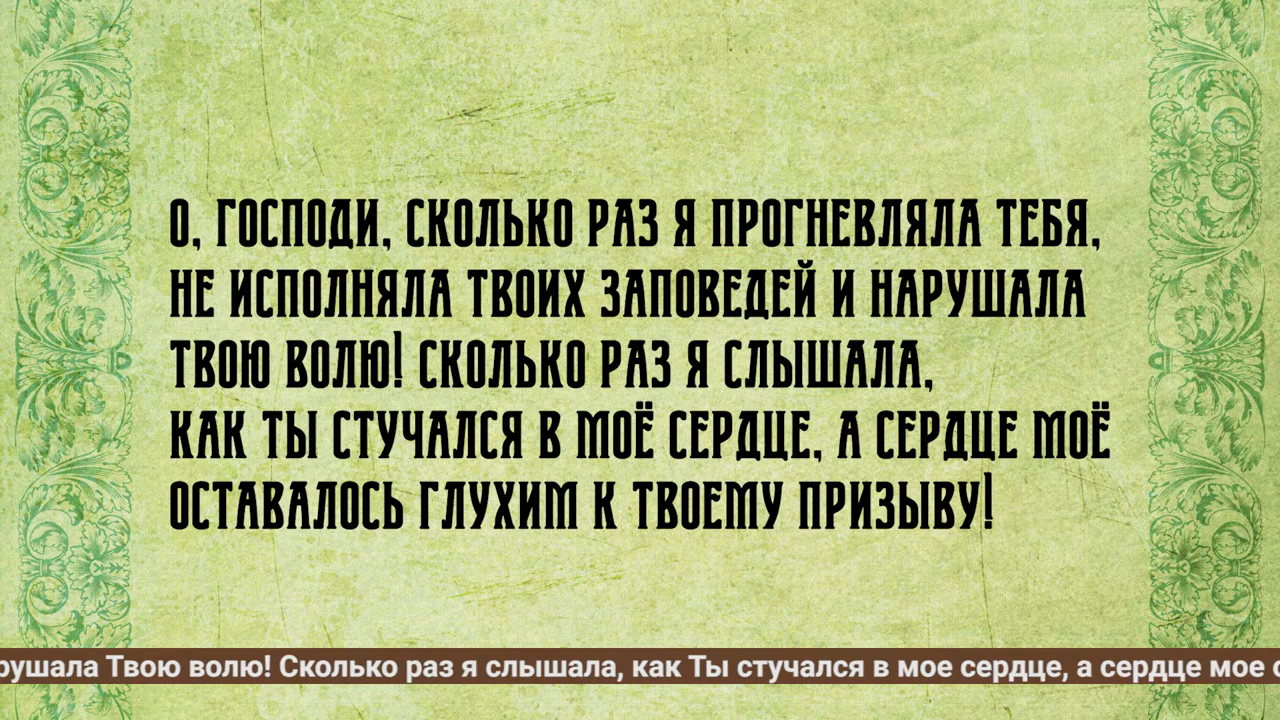 О, ГОСПОДИ, СКОЛЬКО РАЗ Я ПРОГНЕВЛЯЛА ТЕБЯ,
НЕ ИСПОЛНЯЛА ТВОИХ ЗАПОВЕДЕЙ И НАРУШАЛА
ТВОЮ ВОЛЮ! СКОЛЬКО РАЗ Я СЛЫШАЛА,
КАК ТЫ СТУЧАЛСЯ В МОЁ СЕРДЦЕ, А СЕРДЦЕ МОЁ
ОСТАВАЛОСЬ ГЛУХИМ К ТВОЕМУ ПРИЗЫВУ!
рушала Твою волю! Сколько раз я слышала, как Ты стучался в мое сердце, а сердце мое